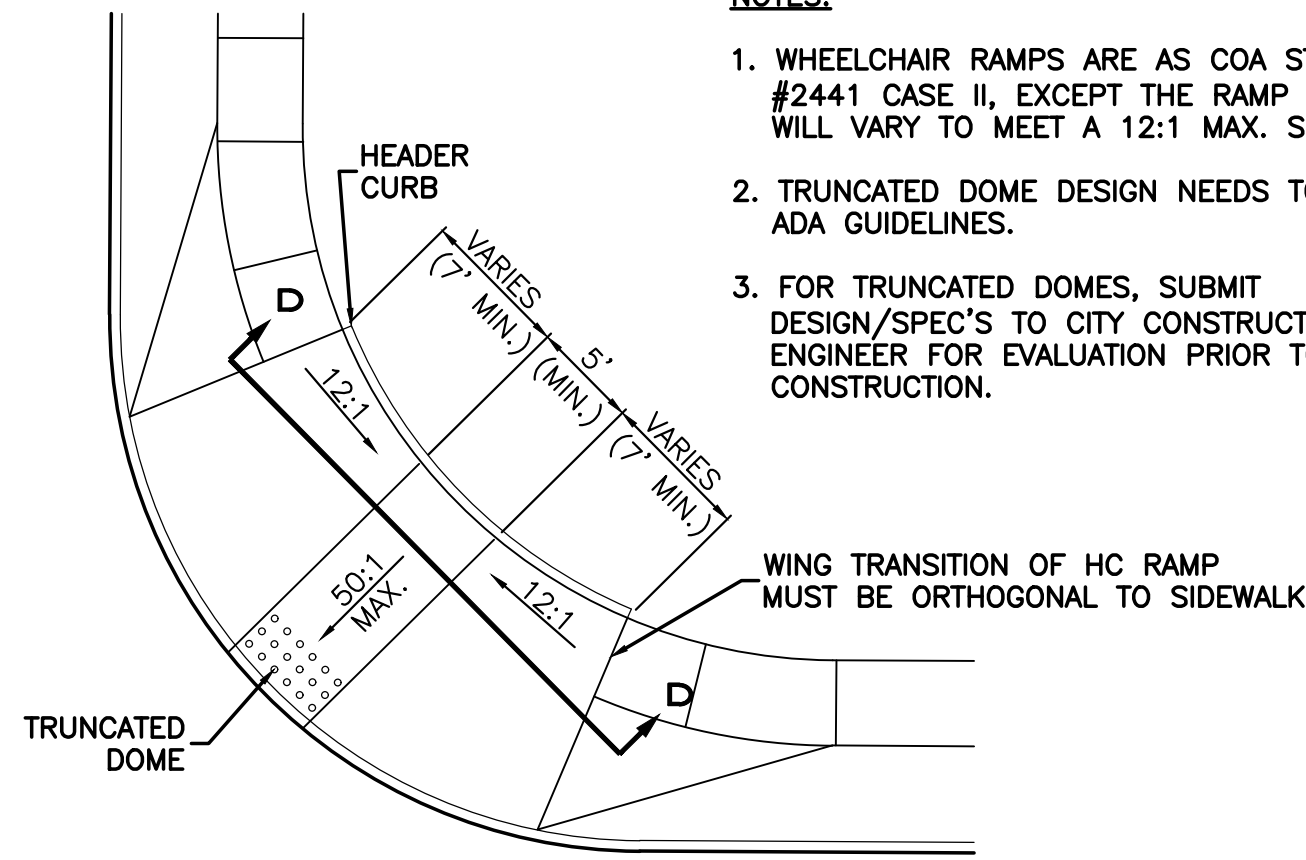 NOTES:
1. WHEELCHAIR RAMPS ARE AS COA
#2441 CASE II, EXCEPT THE RAMP
WILL VARY TO MEET A 12:1 MAX.
2. TRUNCATED DOME DESIGN NEEDS
ADA GUIDELINES.
3. FOR TRUNCATED DOMES, SUBMIT
DESIGN/SPEC'S TO CITY
ENGINEER FOR EVALUATION PRIOR
CONSTRUCTION.
HEADER
CURB
VARIES
(7' MIN.)
5'
(MIN.)
VARIES
(7' MIN.)
D
12:1
50:1
MAX.
12:1
WING TRANSITION OF HC RAMP
MUST BE ORTHOGONAL TO SIDEWALK
D
TRUNCATED
DOME